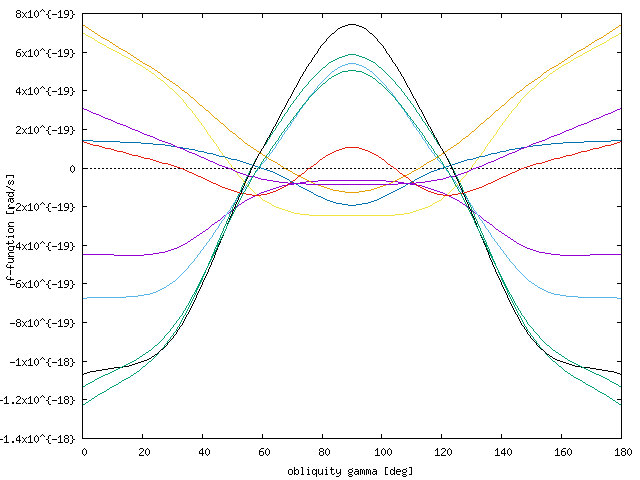 8x10^{-19}
6x10^{-19}
4x10^{-19}
2x10^{-19}
0
-2x10^{-19}
-4x10^{-19}
-6x10^{-19}
-8x10^{-19}
-1x10^{-18}
-1.2x10^{-18}
-1.4x10^{-18}
f-function [rad/s]
0 20 40 60 80 100 120 140 160 180
obliquity gamma [deg]